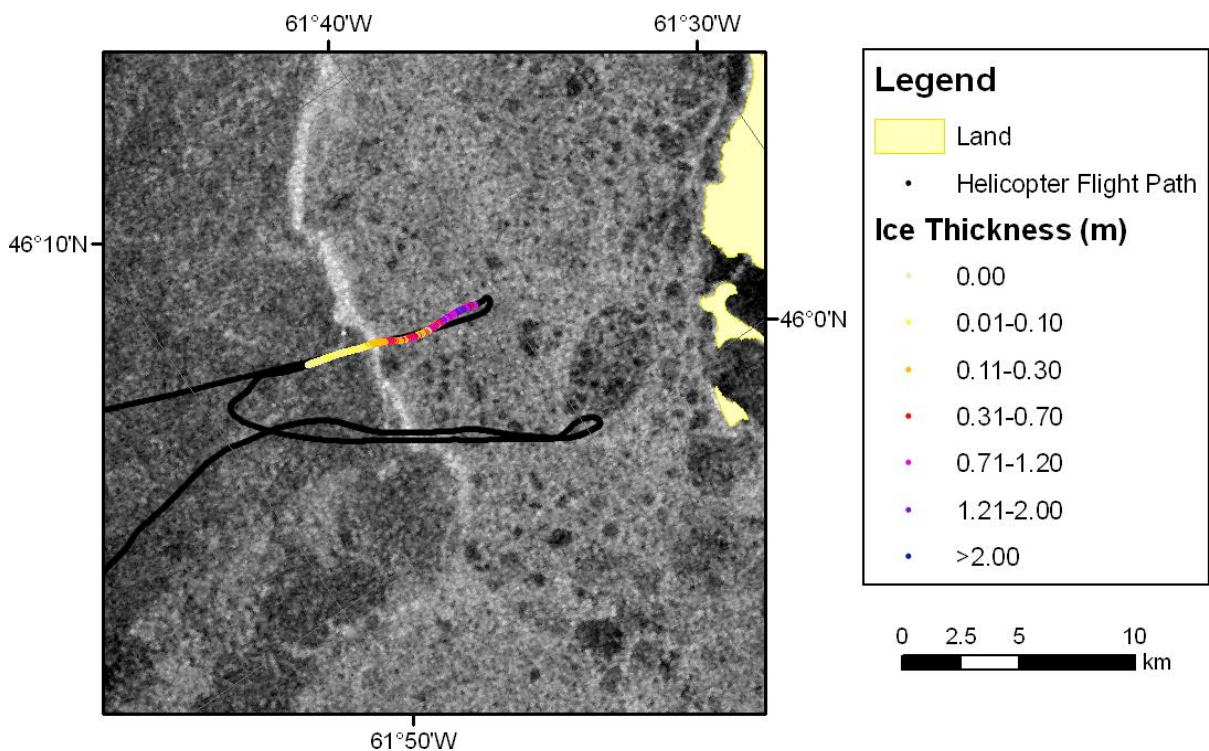 61°40'W
61°30'W
46°10'N
46°0'N
61°50'W
Legend
Land
Helicopter Flight Path
Ice Thickness (m)
0.00
0.01-0.10
0.11-0.30
0.31-0.70
0.71-1.20
1.21-2.00
>2.00
0 2.5 5 10
km